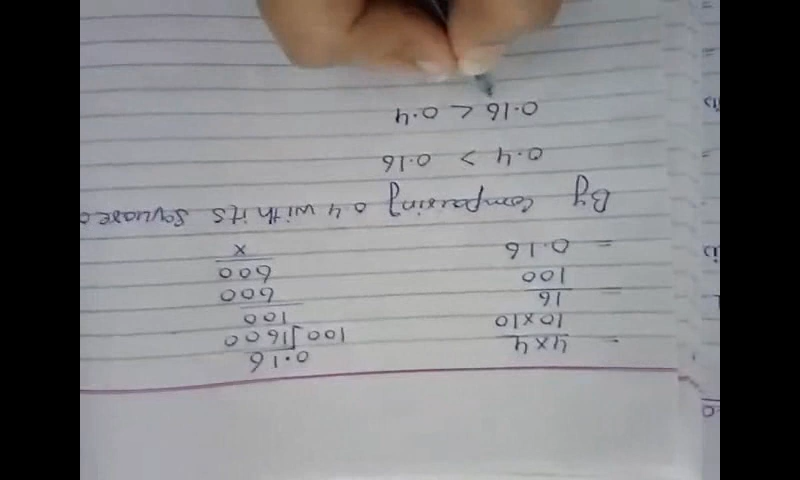 = 4×4 0.16
10×10 100√1600
= 16 100
100 600
600
= 0.16 ×
By comparing 0.4 with its square
0.4 > 0.16
0.16 < 0.4